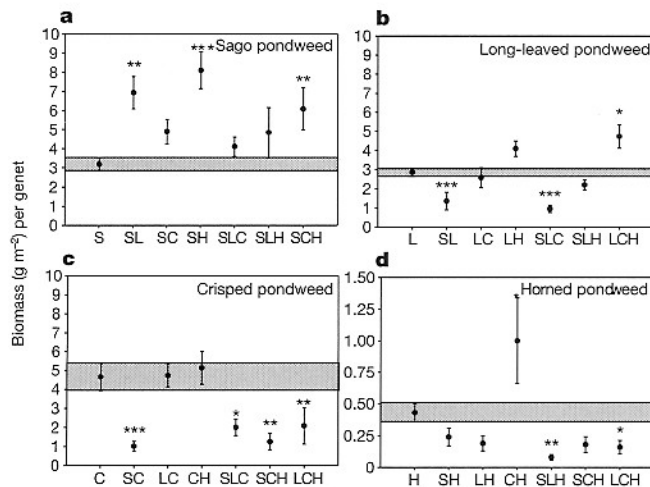 a
Sago pondweed
10
9
8
7
6
5
4
3
2
1
0
** *** **
S SL SC SH SLC SLH SCH
b
Long-leaved pondweed
10
9
8
7
6
5
4
3
2
1
0
*** *** *
L SL LC LH SLC SLH LCH
Biomass (g m⁻²) per genet
c
Crisped pondweed
10
9
8
7
6
5
4
3
2
1
0
*** * ** **
C SC LC CH SLC SCH LCH
d
Horned pondweed
1.50
1.25
1.00
0.75
0.50
0.25
0
** *
H SH LH CH SLH SCH LCH